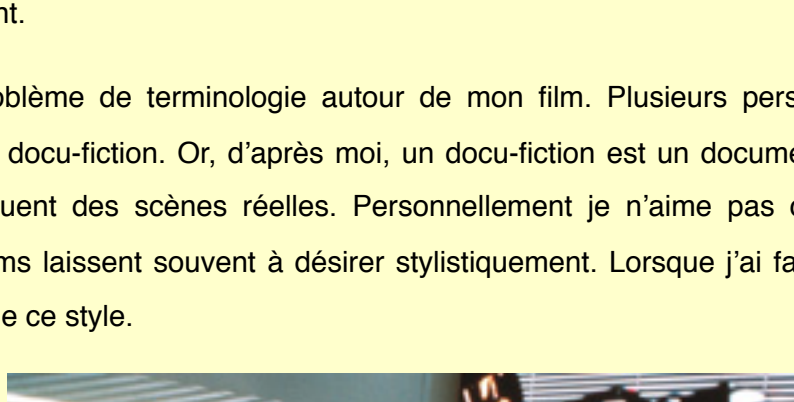 nt.
oblème de terminologie autour de mon film. Plusieurs pers
docu-fiction. Or, d'après moi, un docu-fiction est un docume
uent des scènes réelles. Personnellement je n'aime pas c
ms laissent souvent à désirer stylistiquement. Lorsque j'ai fa
e ce style.